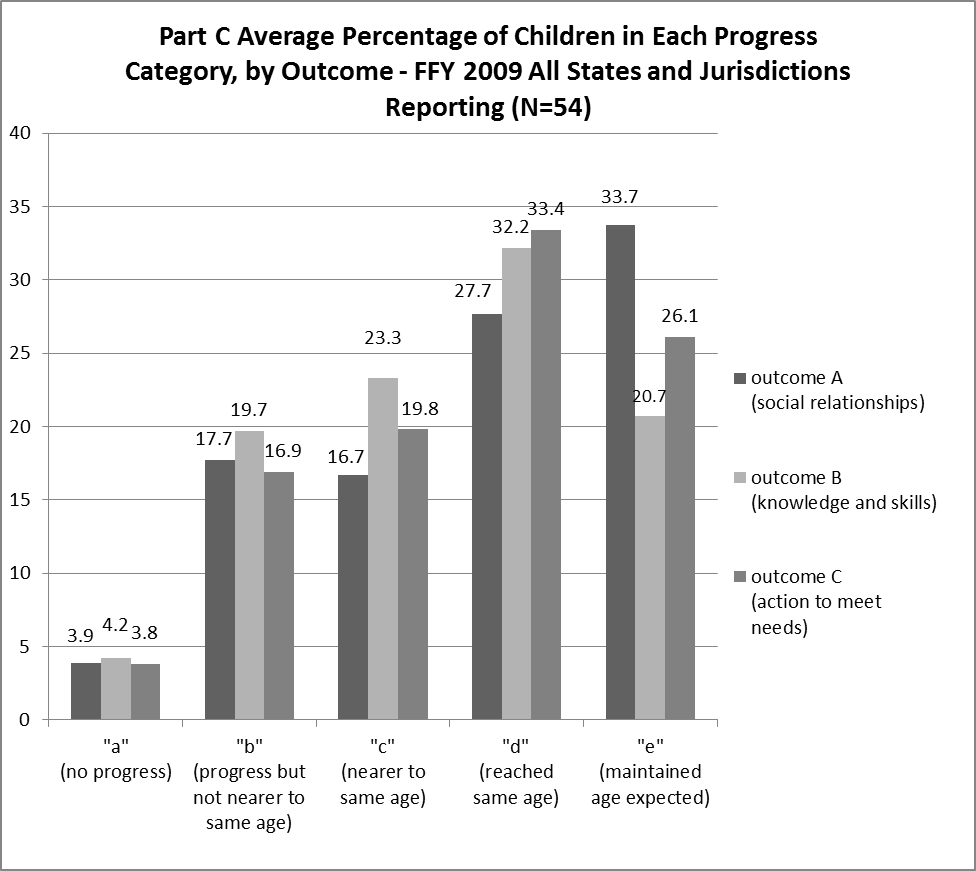 Part C Average Percentage of Children in Each Progress
Category, by Outcome - FFY 2009 All States and Jurisdictions
Reporting (N=54)
40
35
30
25
20
15
10
5
0
3.9
4.2
3.8
17.7
19.7
16.9
16.7
23.3
19.8
27.7
32.2
33.4
33.7
20.7
26.1
"a"
(no progress)
"b"
(progress but
not nearer to
same age)
"c"
(nearer to
same age)
"d"
(reached
same age)
"e"
(maintained
age expected)
outcome A
(social relationships)
outcome B
(knowledge and skills)
outcome C
(action to meet
needs)